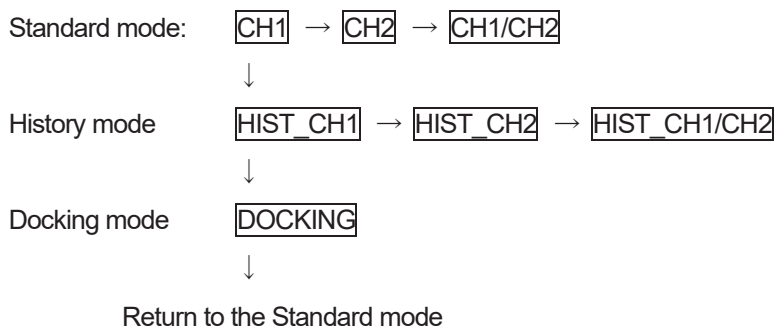 Standard mode: CH1 → CH2 → CH1/CH2
↓
History mode HIST_CH1 → HIST_CH2 → HIST_CH1/CH2
↓
Docking mode DOCKING
↓
Return to the Standard mode